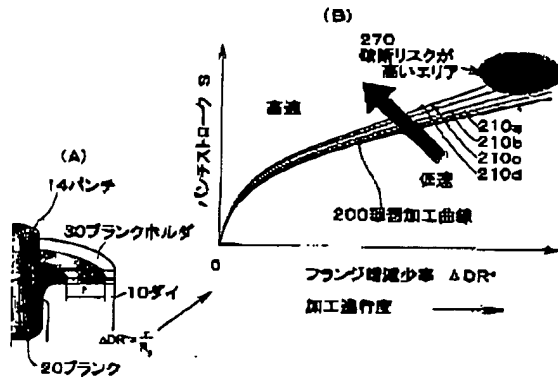 (B)
270
破断リスクが
高いエリア
パンチストローク S
高速
210a
210b
210c
210d
低速
200理想加工曲線
0
フランジ増減少率 ΔDR*
加工進行度
(A)
14パンチ
30ブランクホルダ
r
10ダイ
ΔDR*=
20ブランク